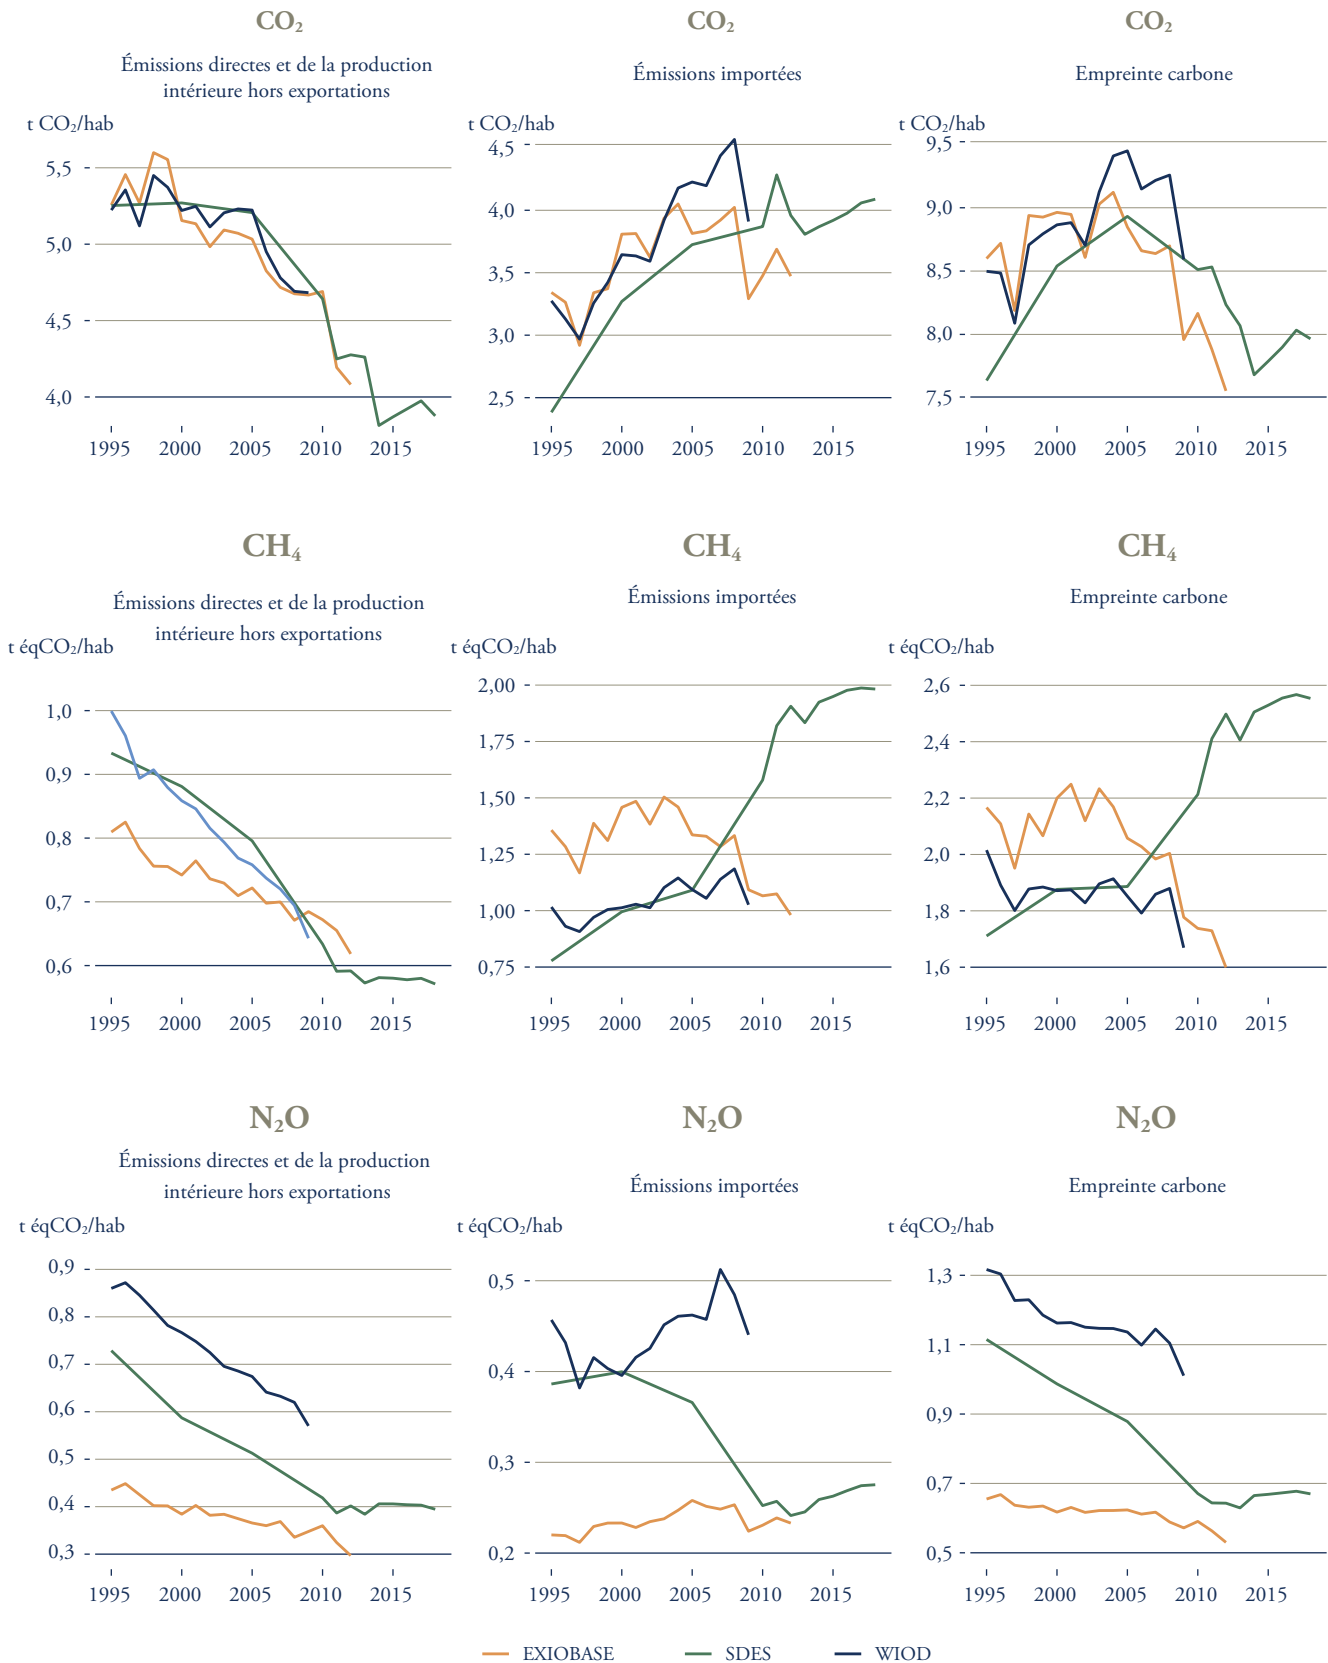 CO₂
Émissions directes et de la production
intérieure hors exportations
t CO₂/hab
5,5
5,0
4,5
4,0
1995 2000 2005 2010 2015
CO₂
Émissions importées
t CO₂/hab
4,5
4,0
3,5
3,0
2,5
1995 2000 2005 2010 2015
CO₂
Empreinte carbone
t CO₂/hab
9,5
9,0
8,5
8,0
7,5
1995 2000 2005 2010 2015
CH₄
Émissions directes et de la production
intérieure hors exportations
t éqCO₂/hab
1,0
0,9
0,8
0,7
0,6
1995 2000 2005 2010 2015
CH₄
Émissions importées
t éqCO₂/hab
2,00
1,75
1,50
1,25
1,00
0,75
1995 2000 2005 2010 2015
CH₄
Empreinte carbone
t éqCO₂/hab
2,6
2,4
2,2
2,0
1,8
1,6
1995 2000 2005 2010 2015
N₂O
Émissions directes et de la production
intérieure hors exportations
t éqCO₂/hab
0,9
0,8
0,7
0,6
0,5
0,4
0,3
1995 2000 2005 2010 2015
N₂O
Émissions importées
t éqCO₂/hab
0,5
0,4
0,3
0,2
1995 2000 2005 2010 2015
N₂O
Empreinte carbone
t éqCO₂/hab
1,3
1,1
0,9
0,7
0,5
1995 2000 2005 2010 2015
EXIOBASE SDES WIOD